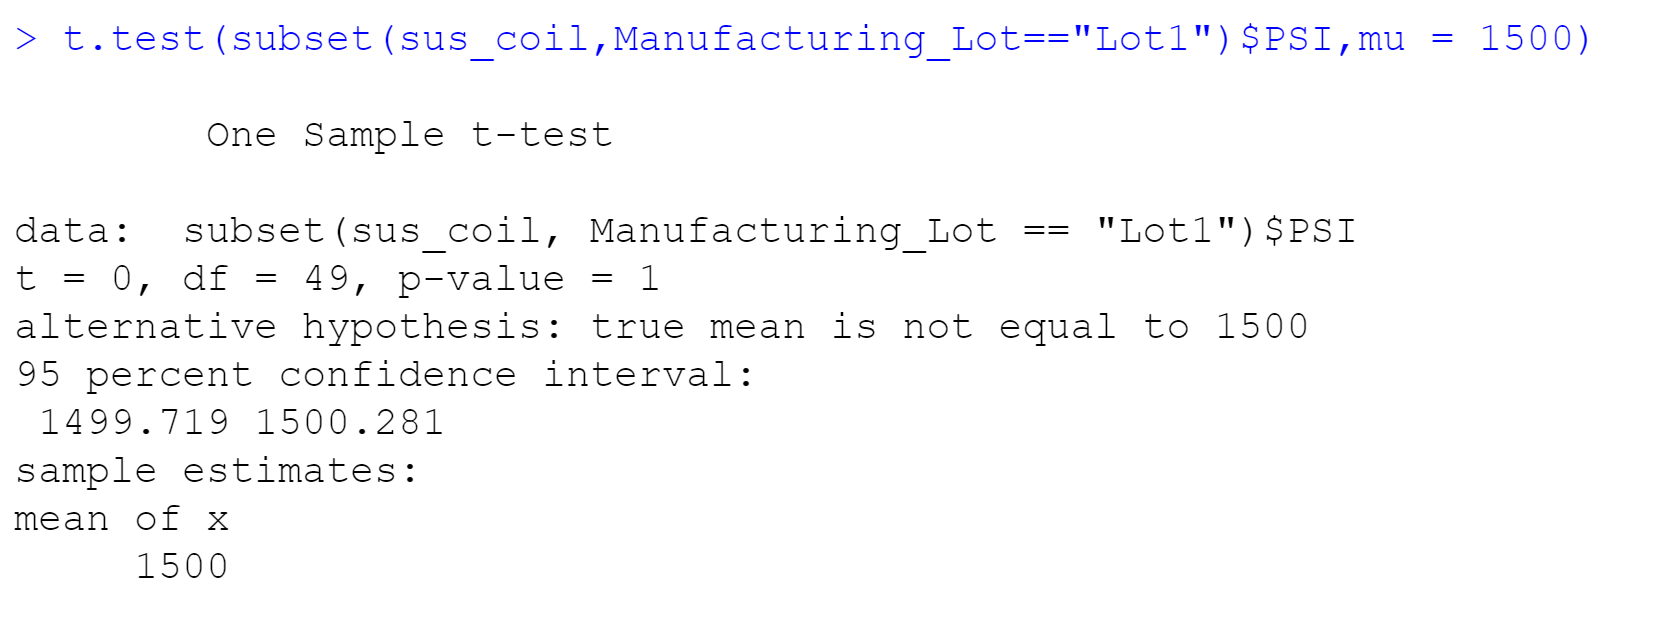 > t.test(subset(sus_coil,Manufacturing_Lot=="Lot1")$PSI,mu = 1500)
One Sample t-test
data:  subset(sus_coil, Manufacturing_Lot == "Lot1")$PSI
t = 0, df = 49, p-value = 1
alternative hypothesis: true mean is not equal to 1500
95 percent confidence interval:
1499.719 1500.281
sample estimates:
mean of x
1500